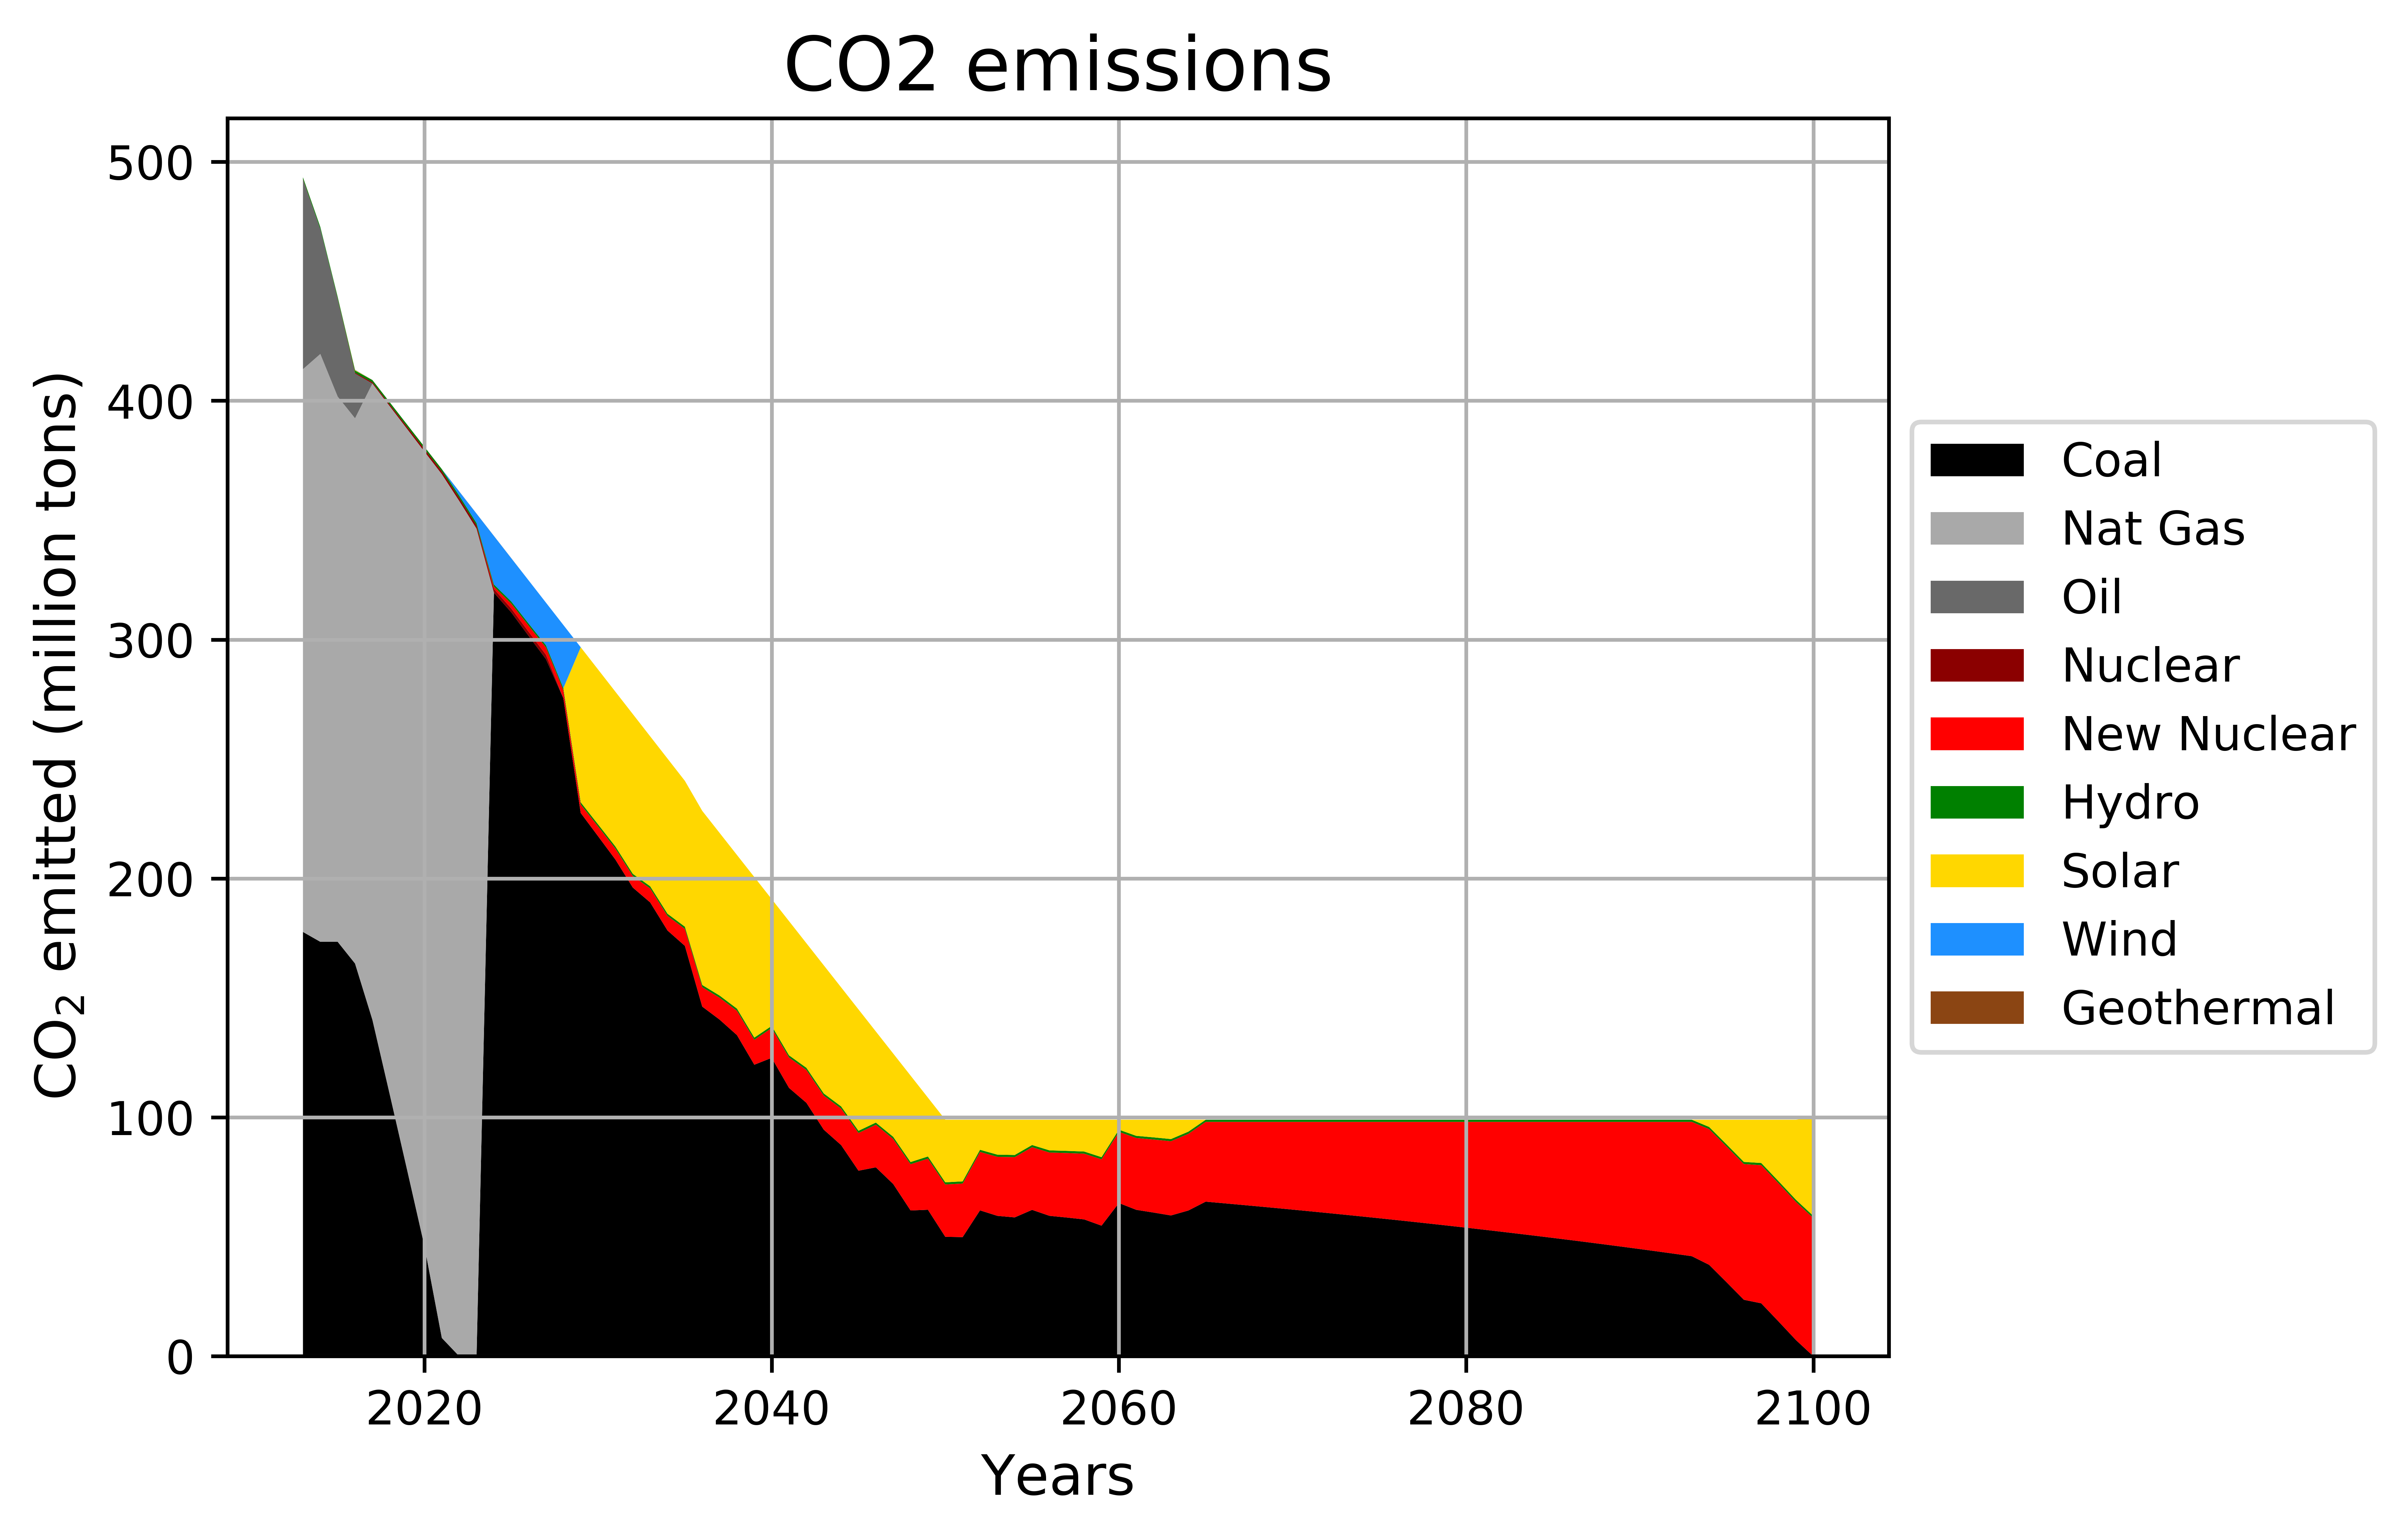 CO2 emissions
500
400
300
200
100
0
CO₂ emitted (million tons)
2020 2040 2060 2080 2100
Years
Coal
Nat Gas
Oil
Nuclear
New Nuclear
Hydro
Solar
Wind
Geothermal